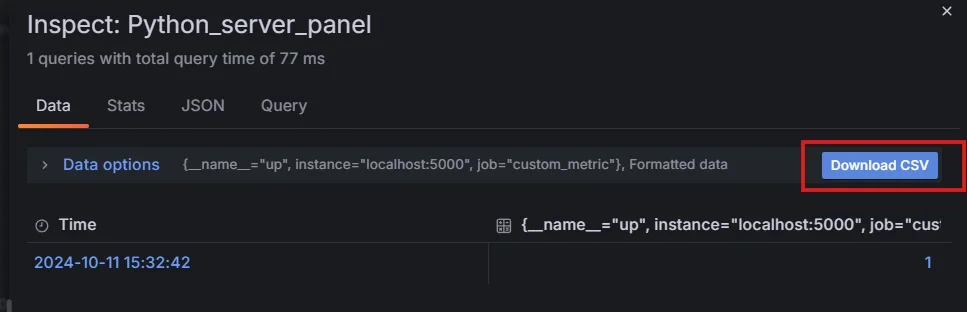 Inspect: Python_server_panel
1 queries with total query time of 77 ms
Data Stats JSON Query
Data options {__name__="up", instance="localhost:5000", job="custom_metric"}, Formatted data Download CSV
Time {__name__="up", instance="localhost:5000", job="cust
2024-10-11 15:32:42 1